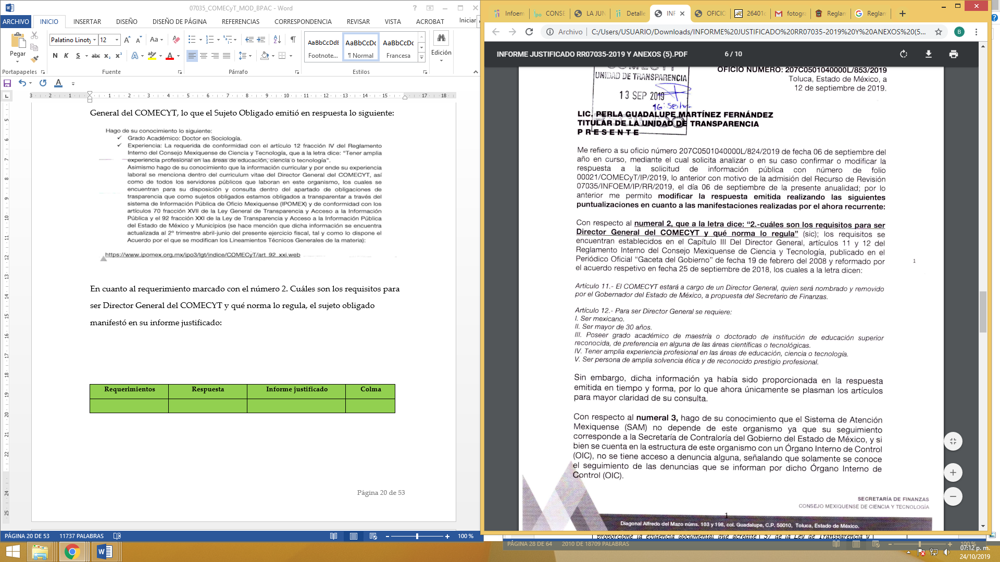 07035_COMECyT_MOD_BPAC - Word
ARCHIVO INICIO INSERTAR DISEÑO DISEÑO DE PÁGINA REFERENCIAS CORRESPONDENCIA REVISAR VISTA ACROBAT Iniciar
Pegar
Palatino Linoty 12
AaBbCcDdE AaBbCcDc AaBbCcDc
Footnote... ¶ Normal Francesa
Edición
Portapapeles Fuente Párrafo Estilos
General del COMECYT, lo que el Sujeto Obligado emitió en respuesta lo siguiente:
Hago de su conocimiento lo siguiente:
✓ Grado Académico: Doctor en Sociología.
✓ Experiencia: La requerida de conformidad con el artículo 12 fracción IV del Reglamento
Interno del Consejo Mexiquense de Ciencia y Tecnología, que a la letra dice: "Tener amplia
experiencia profesional en las áreas de educación, ciencia o tecnología".
Asimismo hago de su conocimiento que la información curricular y por ende su experiencia
laboral se menciona dentro del curriculum vitae del Director General del COMECYT, así
como de todos los servidores públicos que laboran en este organismo, los cuales se
encuentran para su disposición y consulta dentro del apartado de obligaciones de
trasparencia que como sujetos obligados estamos obligados a transparentar a través del
sistema de Información Pública de Oficio Mexiquense (IPOMEX) y de conformidad con los
artículos 70 fracción XVII de la Ley General de Transparencia y Acceso a la Información
Pública y el 92 fracción XXI de la Ley de Transparencia y Acceso a la Información Pública
del Estado de México y Municipios (se hace mención que dicha información se encuentra
actualizada al 2º trimestre abril-junio del presente ejercicio fiscal, tal y como lo dispone el
Acuerdo por el que se modifican los Lineamientos Técnicos Generales de la materia):
https://www.ipomex.org.mx/ipo3/lgt/indice/COMECyT/art_92_xxi.web
En cuanto al requerimiento marcado con el número 2. Cuáles son los requisitos para
ser Director General del COMECYT y qué norma lo regula, el sujeto obligado
manifestó en su informe justificado:
Requerimientos Respuesta Informe justificado Colma
Página 20 de 53
PÁGINA 20 DE 53 11737 PALABRAS 100 %
Infoem CONSE LA JUN Detalle INF OFICIO 26401c fotogra Reglam Reglam
Archivo C:/Users/USUARIO/Downloads/INFORME%20JUSTIFICADO%20RR07035-2019%20Y%20ANEXOS%20(5... B
INFORME JUSTIFICADO RR07035-2019 Y ANEXOS (5).PDF 6 / 10
COMECYT
UNIDAD DE TRANSPARENCIA
13 SEP 2019
OFICIO NÚMERO: 207C0501040000L/853/2019
Toluca, Estado de México, a
12 de septiembre de 2019.
LIC. PERLA GUADALUPE MARTÍNEZ FERNÁNDEZ
TITULAR DE LA UNIDAD DE TRANSPARENCIA
P R E S E N T E
Me refiero a su oficio número 207C0501040000L/824/2019 de fecha 06 de septiembre del
año en curso, mediante el cual solicita analizar o en su caso confirmar o modificar la
respuesta a la solicitud de información pública con número de folio
00021/COMECyT/IP/2019, lo anterior con motivo de la admisión del Recurso de Revisión
07035/INFOEM/IP/RR/2019, el día 06 de septiembre de la presente anualidad; por lo
anterior me permito modificar la respuesta emitida realizando las siguientes
puntualizaciones en cuanto a las manifestaciones realizadas por el ahora recurrente:
Con respecto al numeral 2, que a la letra dice: "2.-cuáles son los requisitos para ser
Director General del COMECYT y qué norma lo regula" (sic); los requisitos se
encuentran establecidos en el Capítulo III Del Director General, artículos 11 y 12 del
Reglamento Interno del Consejo Mexiquense de Ciencia y Tecnología, publicado en el
Periódico Oficial "Gaceta del Gobierno" de fecha 19 de febrero del 2008 y reformado por
el acuerdo respetivo en fecha 25 de septiembre de 2018, los cuales a la letra dicen:
1
Artículo 11.- El COMECYT estará a cargo de un Director General, quien será nombrado y removido
por el Gobernador del Estado de México, a propuesta del Secretario de Finanzas.
Artículo 12.- Para ser Director General se requiere:
I. Ser mexicano.
II. Ser mayor de 30 años.
III. Poseer grado académico de maestría o doctorado de institución de educación superior
reconocida, de preferencia en alguna de las áreas científicas o tecnológicas.
IV. Tener amplia experiencia profesional en las áreas de educación, ciencia o tecnología.
V. Ser persona de amplia solvencia ética y de reconocido prestigio profesional.
Sin embargo, dicha información ya había sido proporcionada en la respuesta
emitida en tiempo y forma, por lo que ahora únicamente se plasman los artículos
para mayor claridad de su consulta.
Con respecto al numeral 3, hago de su conocimiento que el Sistema de Atención
Mexiquense (SAM) no depende de este organismo ya que su seguimiento
corresponde a la Secretaría de Contraloría del Gobierno del Estado de México, y si
bien se cuenta en la estructura de este organismo con un Órgano Interno de Control
(OIC), no se tiene acceso a denuncia alguna, señalando que solamente se conoce
el seguimiento de las denuncias que se informan por dicho Órgano Interno de
Control (OIC).
SECRETARÍA DE FINANZAS
CONSEJO MEXIQUENSE DE CIENCIA Y TECNOLOGÍA
1
Diagonal Alfredo del Mazo núms. 103 y 198, col. Guadalupe, C.P. 50010, Toluca, Estado de México.
proporcione la evidencia documental que acredite 57 de la Ley de Transparencia y
PÁGINA 28 DE 64 2010 DE 18709 PALABRAS 100 %
07:12 p. m.
24/10/2019